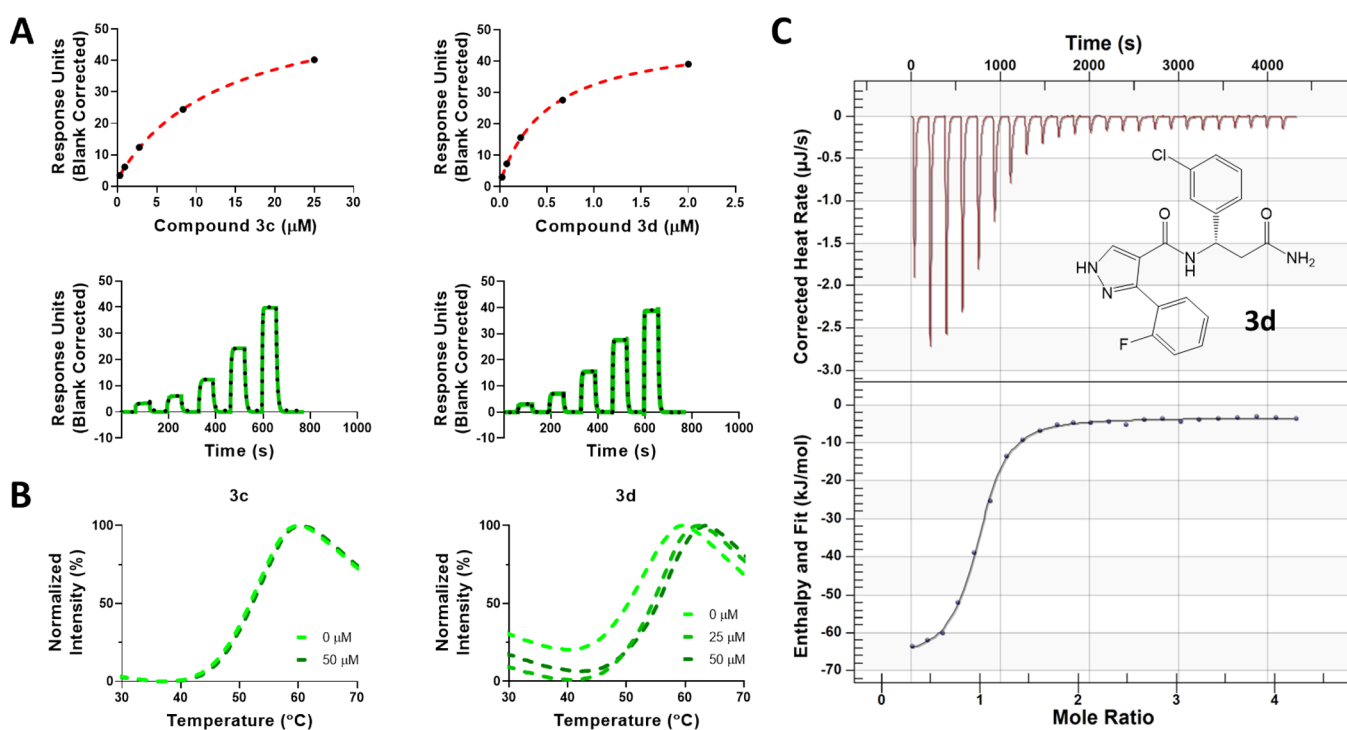 A
Response Units
(Blank Corrected)
50
40
30
20
10
0
0 5 10 15 20 25 30
Compound 3c (μM)
Response Units
(Blank Corrected)
50
40
30
20
10
0
0.0 0.5 1.0 1.5 2.0 2.5
Compound 3d (μM)
Response Units
(Blank Corrected)
50
40
30
20
10
0
-10
200 400 600 800 1000
Time (s)
Response Units
(Blank Corrected)
50
40
30
20
10
0
-10
200 400 600 800 1000
Time (s)
B
3c
Normalized
Intensity (%)
100
50
0
30 40 50 60 70
0 μM
50 μM
Temperature (°C)
3d
Normalized
Intensity (%)
100
50
0
30 40 50 60 70
0 μM
25 μM
50 μM
Temperature (°C)
C
Time (s)
0 1000 2000 3000 4000
Corrected Heat Rate (μJ/s)
0
-0.5
-1.0
-1.5
-2.0
-2.5
-3.0
Cl
O
O
HN
N
N
H
NH2
F
3d
Enthalpy and Fit (kJ/mol)
0
-10
-20
-30
-40
-50
-60
-70
0 1 2 3 4
Mole Ratio